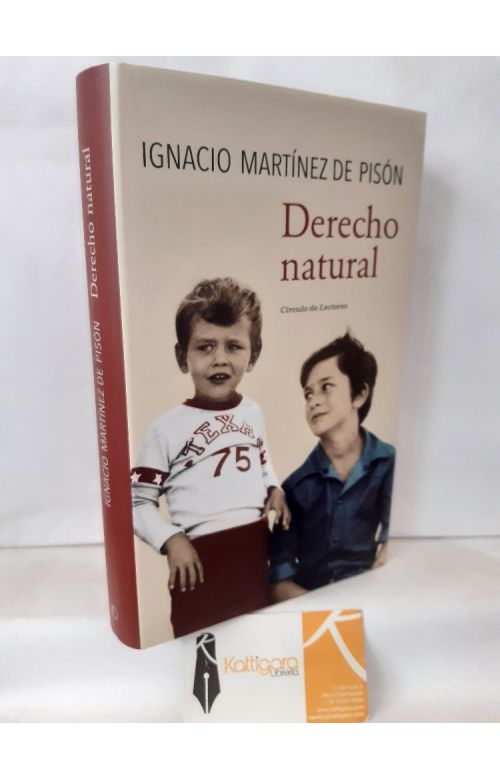 IGNACIO MARTÍNEZ DE PISÓN
Derecho
natural
Círculo de Lectores
TEXAS
75
IGNACIO MARTÍNEZ DE PISÓN Derecho natural
Kattigara
Librería